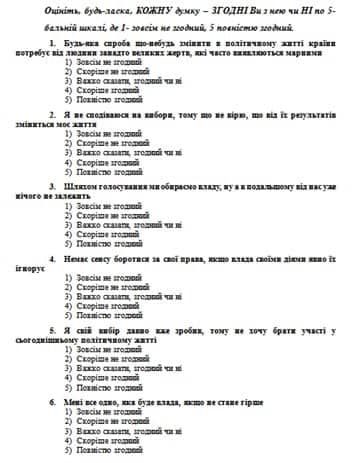 Оцініть, будь-ласка, КОЖНУ думку – ЗГОДНІ Ви з нею чи НІ по 5-
бальній шкалі, де 1- зовсім не згодний, 5 повністю згодний.
1. Будь-яка спроба що-небудь змінити в політичному житті країни
потребує від людини занадто великих жертв, які часто виявляються марними
1) Зовсім не згодний
2) Скоріше не згодний
3) Важко сказати, згодний чи ні
4) Скоріше згодний
5) Повністю згодний
2. Я не сподіваюся на вибори, тому що не вірю, що від їх результатів
зміниться моє життя
1) Зовсім не згодний
2) Скоріше не згодний
3) Важко сказати, згодний чи ні
4) Скоріше згодний
5) Повністю згодний
3. Шляхом голосування ми обираємо владу, ну а в подальшому від нас уже
нічого не залежить
1) Зовсім не згодний
2) Скоріше не згодний
3) Важко сказати, згодний чи ні
4) Скоріше згодний
5) Повністю згодний
4. Немає сенсу боротися за свої права, якщо влада своїми діями явно їх
ігнорує
1) Зовсім не згодний
2) Скоріше не згодний
3) Важко сказати, згодний чи ні
4) Скоріше згодний
5) Повністю згодний
5. Я свій вибір давно вже зробив, тому не хочу брати участі у
сьогоднішньому політичному житті
1) Зовсім не згодний
2) Скоріше не згодний
3) Важко сказати, згодний чи ні
4) Скоріше згодний
5) Повністю згодний
6. Мені все одно, яка буде влада, якщо не стане гірше
1) Зовсім не згодний
2) Скоріше не згодний
3) Важко сказати, згодний чи ні
4) Скоріше згодний
5) Повністю згодний